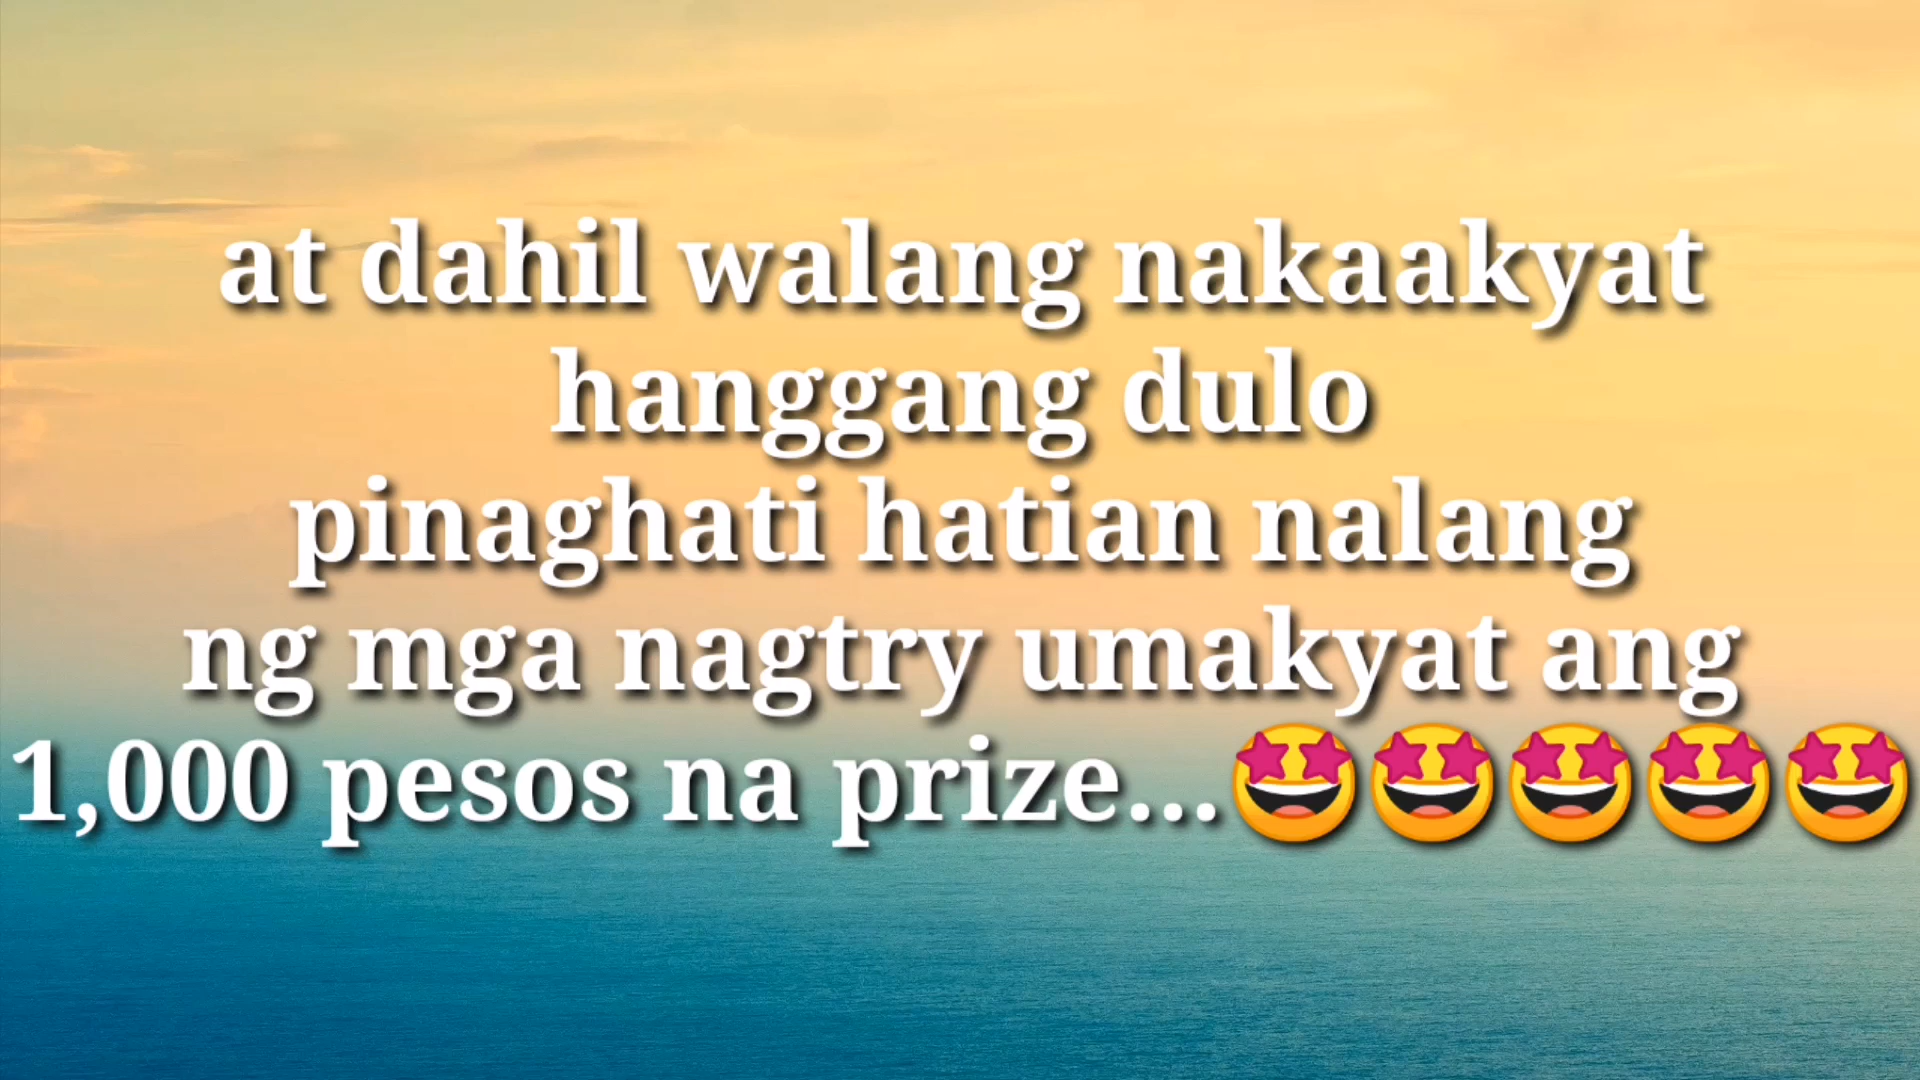 at dahil walang nakaakyat
hanggang dulo
pinaghati hatian nalang
ng mga nagtry umakyat ang
1,000 pesos na prize...🤩🤩🤩🤩🤩